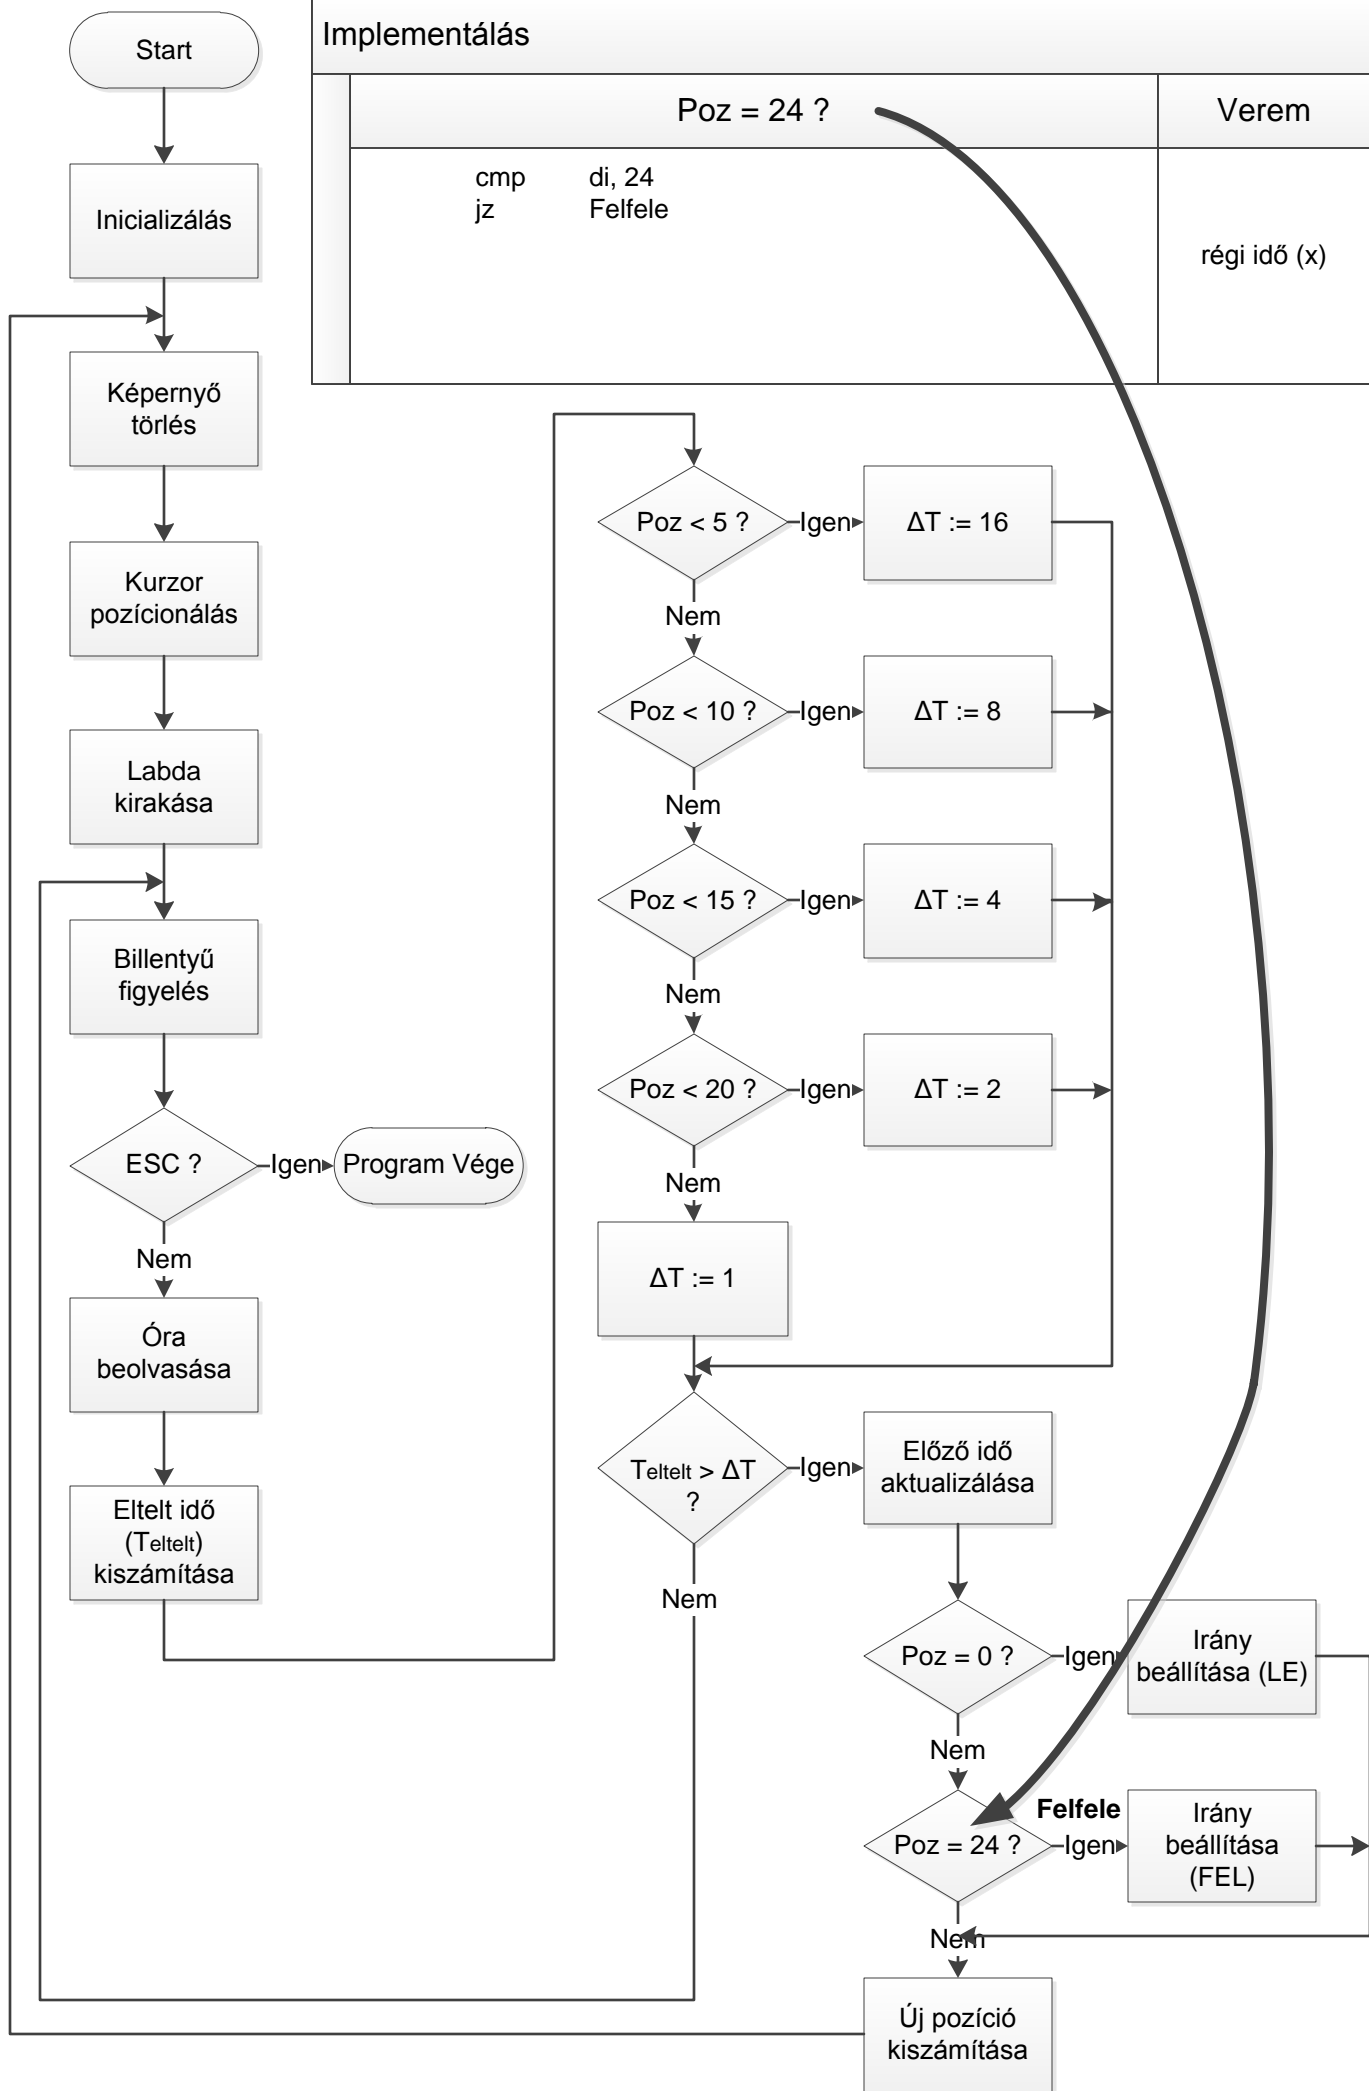 Start
Implementálás
Poz = 24 ?
Verem
cmp di, 24
jz Felfele
régi idő (x)
Inicializálás
Képernyő
törlés
Kurzor
pozícionálás
Labda
kirakása
Billentyű
figyelés
ESC ?
Igen
Program Vége
Nem
Óra
beolvasása
Eltelt idő
(Teltelt)
kiszámítása
Poz < 5 ?
Igen
ΔT := 16
Nem
Poz < 10 ?
Igen
ΔT := 8
Nem
Poz < 15 ?
Igen
ΔT := 4
Nem
Poz < 20 ?
Igen
ΔT := 2
Nem
ΔT := 1
Teltelt > ΔT
?
Igen
Előző idő
aktualizálása
Nem
Poz = 0 ?
Igen
Irány
beállítása (LE)
Nem
Poz = 24 ?
Felfele
Igen
Irány
beállítása
(FEL)
Nem
Új pozíció
kiszámítása